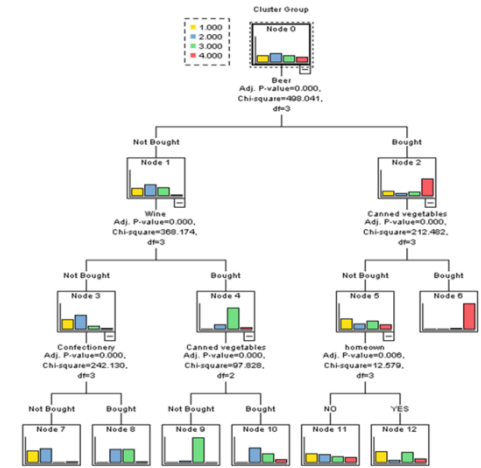 Cluster Group
1.000
2.000
3.000
4.000
Node 0
Beer
Adj. P-value=0.000,
Chi-square=498.041,
df=3
Not Bought
Bought
Node 1
Node 2
Wine
Adj. P-value=0.000,
Chi-square=368.174,
df=3
Canned vegetables
Adj. P-value=0.000,
Chi-square=212.482,
df=3
Not Bought
Bought
Not Bought
Bought
Node 3
Node 4
Node 5
Node 6
Confectionery
Adj. P-value=0.000,
Chi-square=242.130,
df=3
Canned vegetables
Adj. P-value=0.000,
Chi-square=97.828,
df=2
homeown
Adj. P-value=0.006,
Chi-square=12.579,
df=3
Not Bought
Bought
Not Bought
Bought
NO
YES
Node 7
Node 8
Node 9
Node 10
Node 11
Node 12